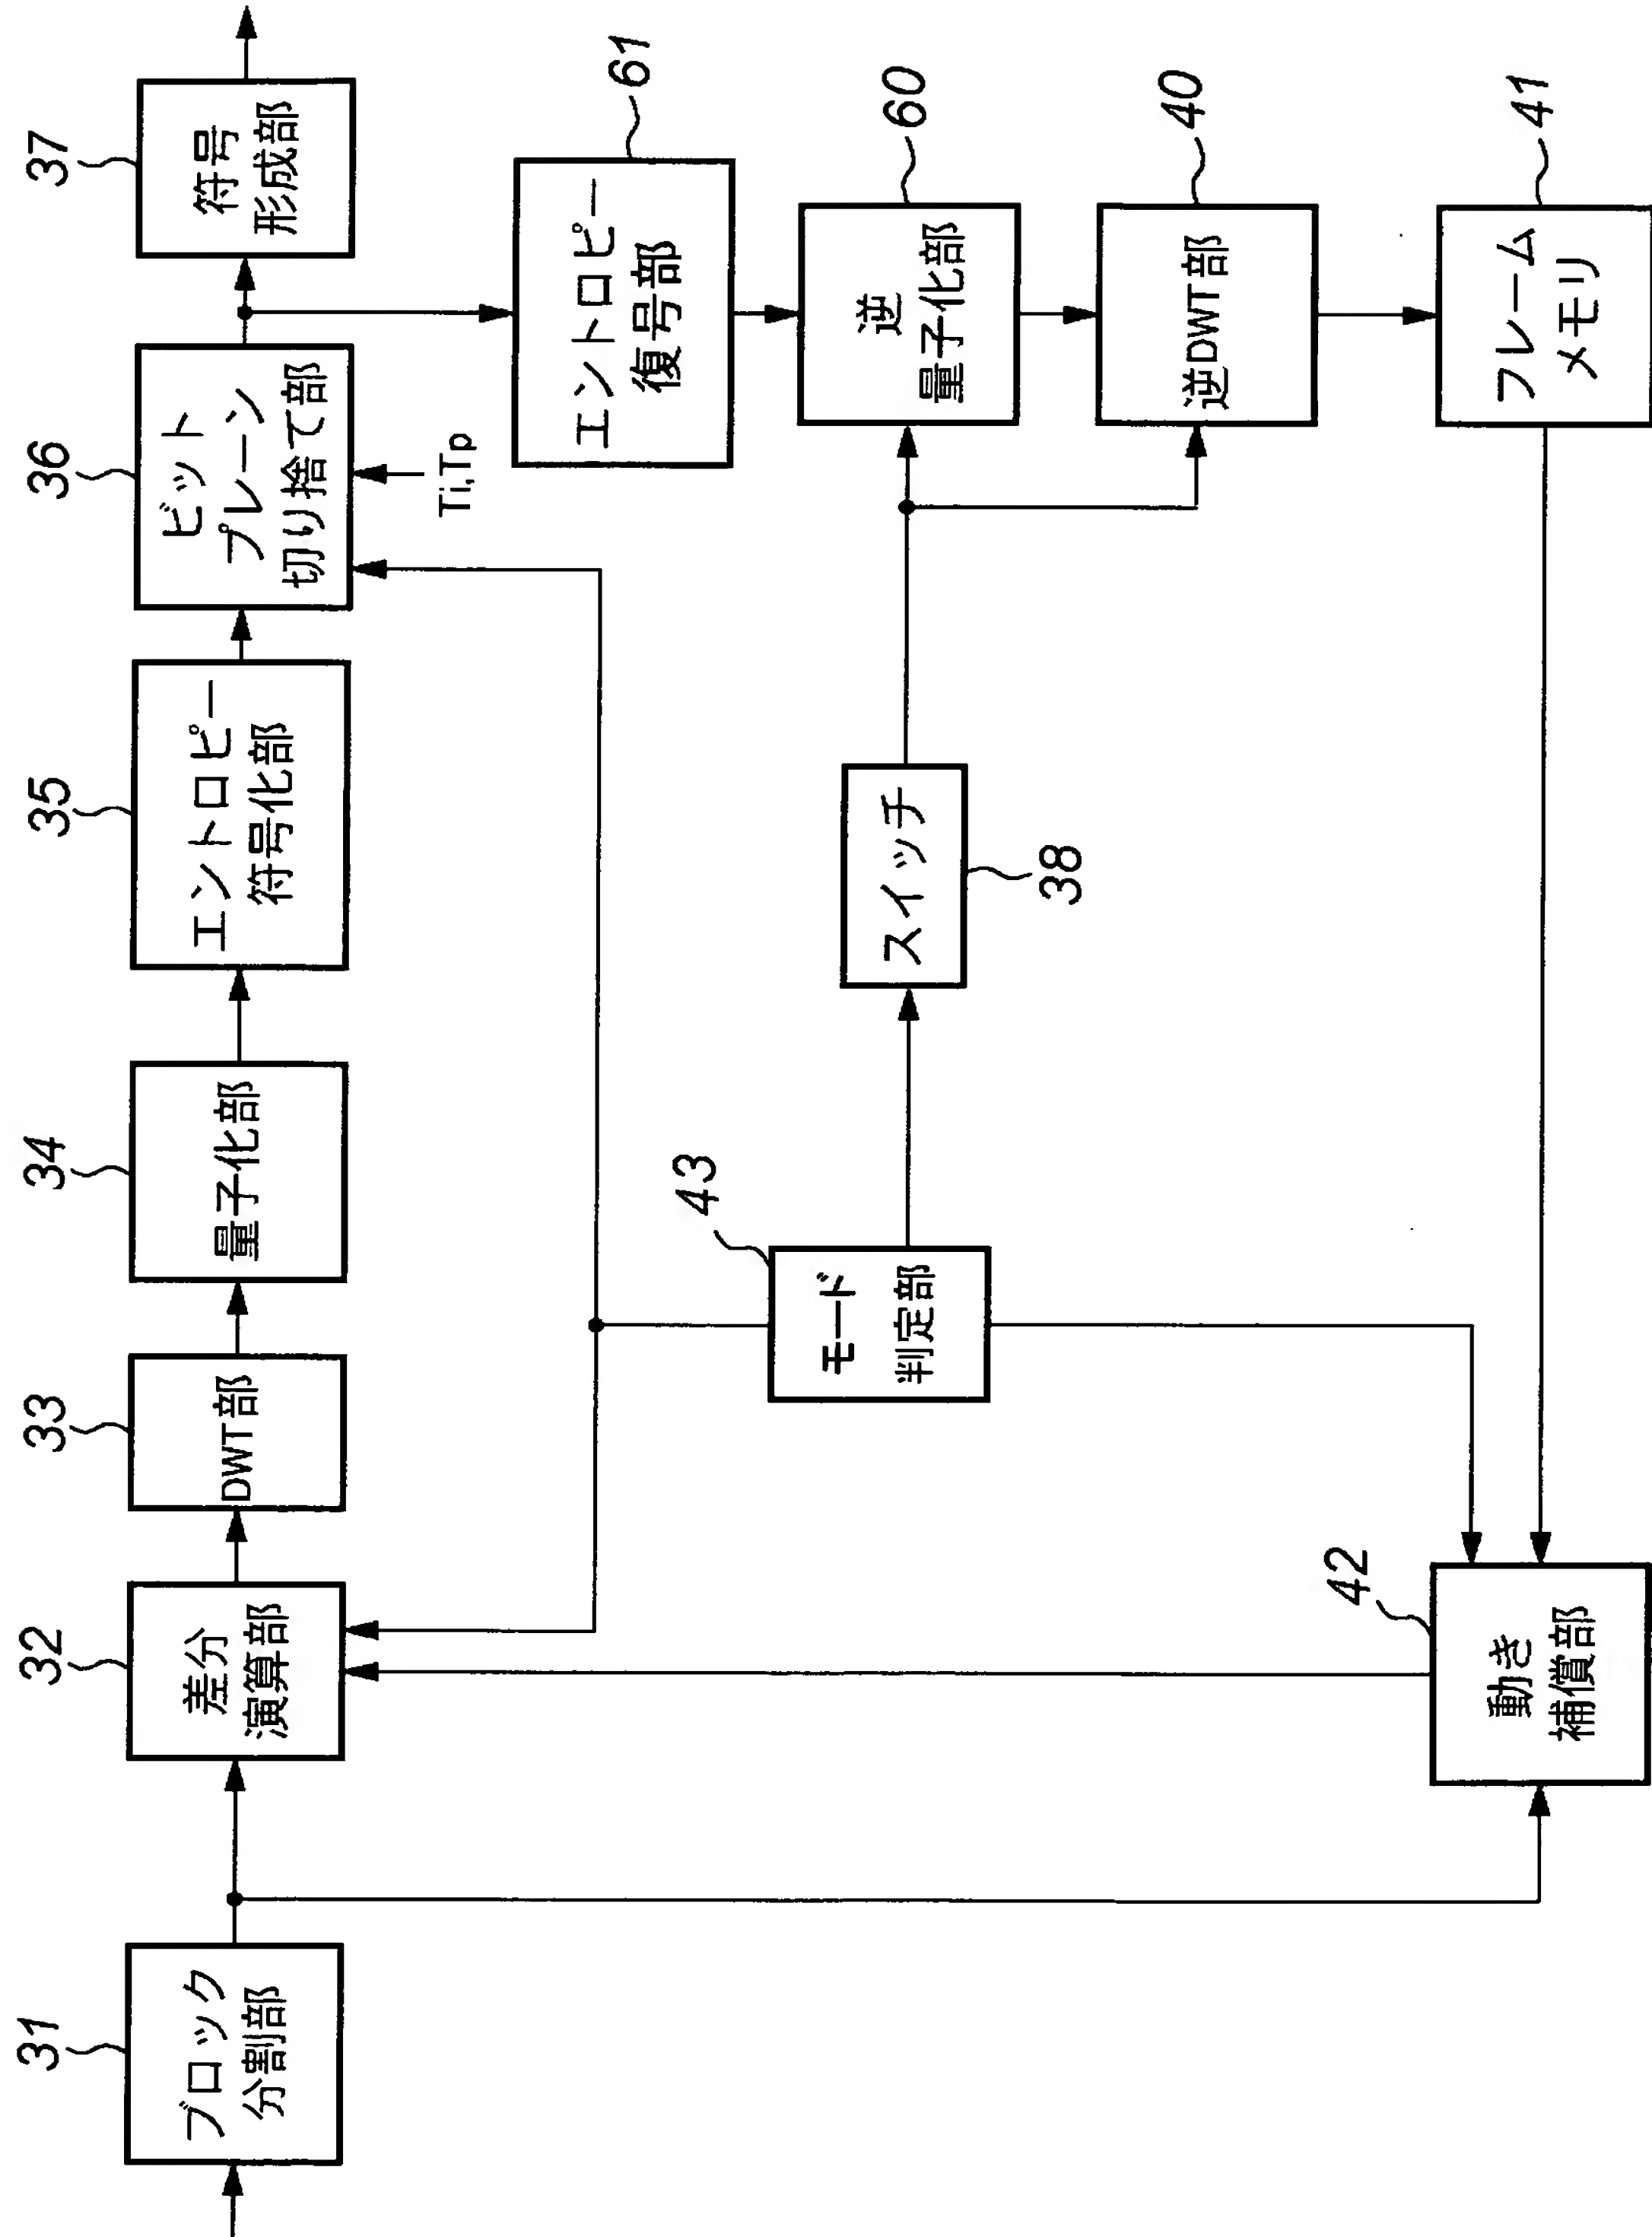 31
ブロック
分割部
32
差分
演算部
33
DWT部
34
量子化部
35
エントロピー
符号化部
36
ビット
プレーン
切り捨て部
Ti,Tp
37
符号
形成部
61
エントロピー
復号部
43
モード
判定部
スイッチ
38
60
逆
量子化部
40
逆DWT部
42
動き
補償部
41
フレーム
メモリ